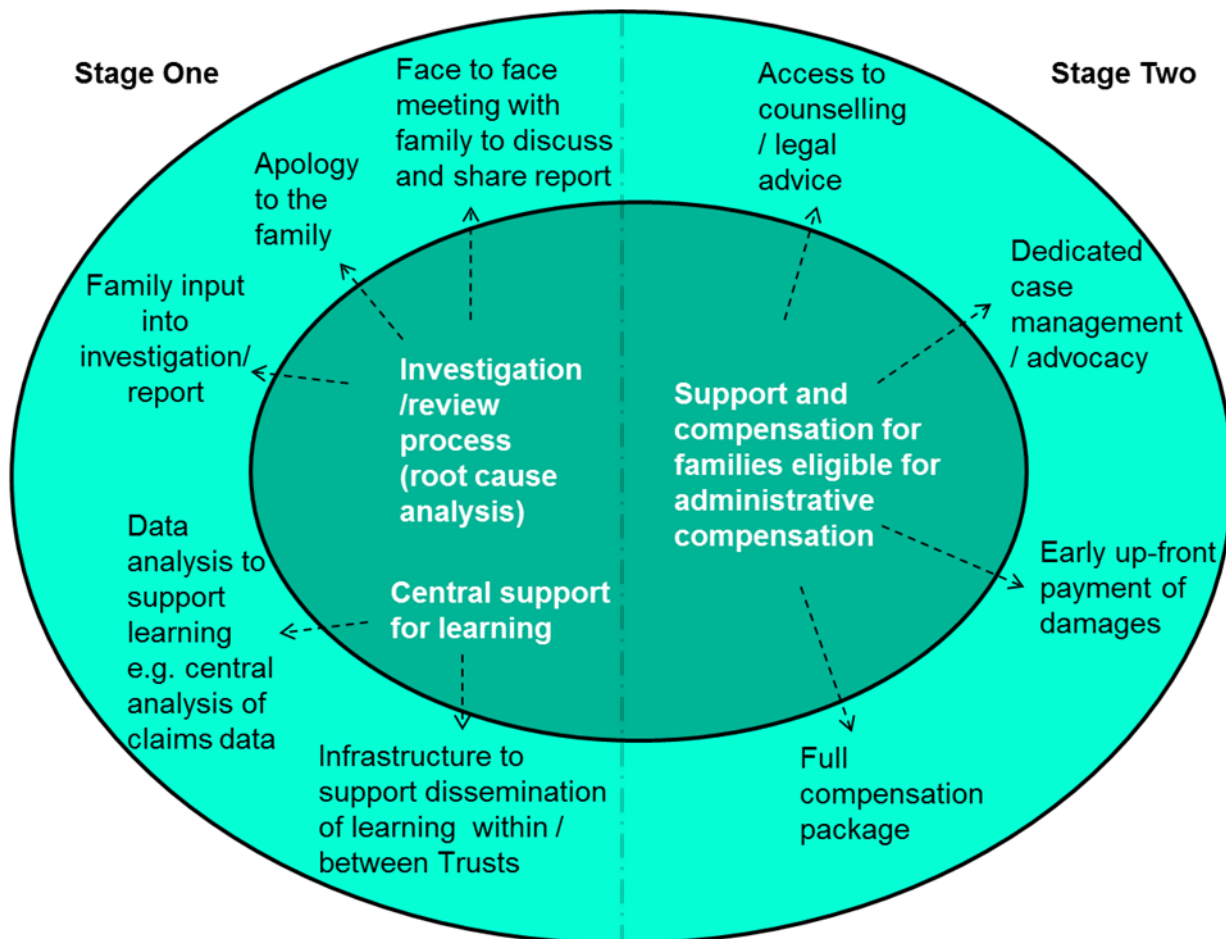 Stage One
Face to face
meeting with
family to discuss
and share report
Apology
to the
family
Family input
into
investigation/
report
Investigation
/review
process
(root cause
analysis)
Central support
for learning
Data
analysis to
support
learning
e.g. central
analysis of
claims data
Infrastructure to
support dissemination
of learning within /
between Trusts
Stage Two
Access to
counselling
/ legal
advice
Dedicated
case
management
/ advocacy
Support and
compensation for
families eligible for
administrative
compensation
Early up-front
payment of
damages
Full
compensation
package